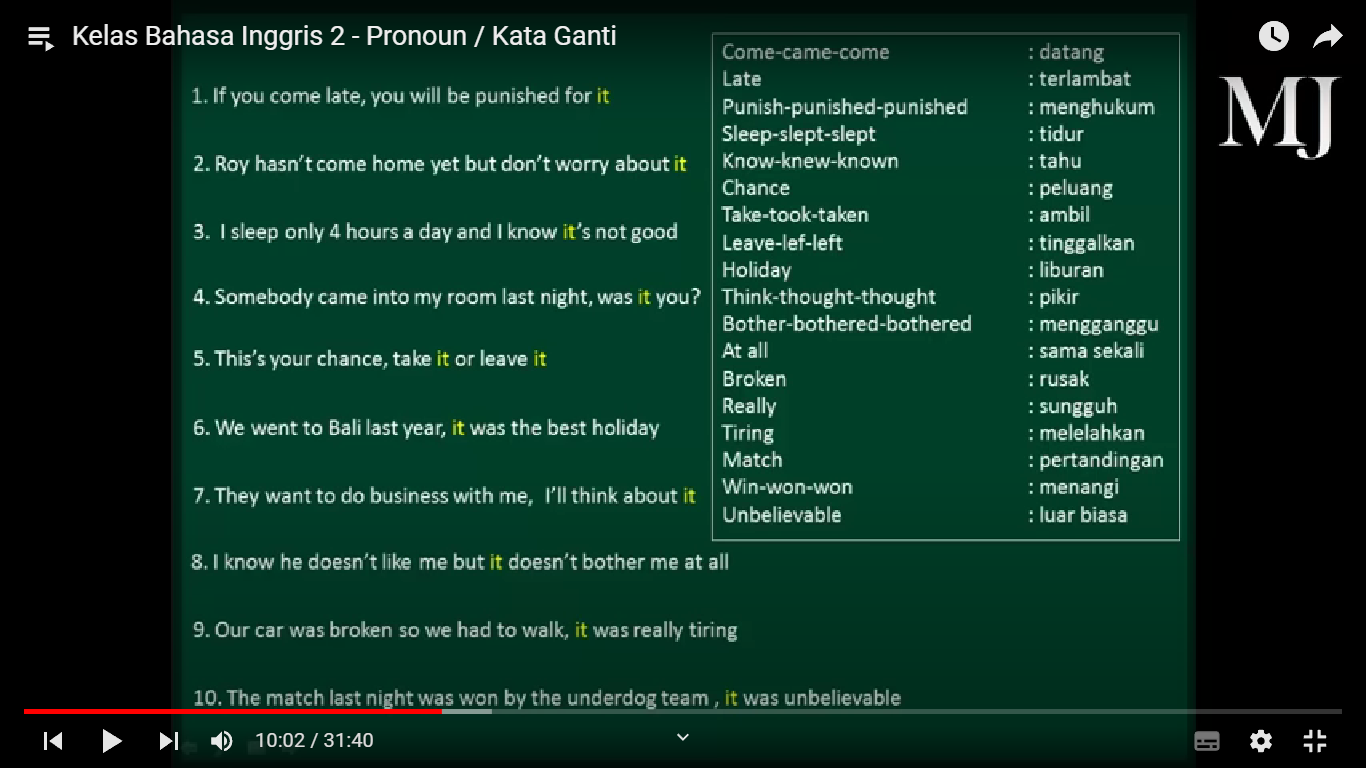 Kelas Bahasa Inggris 2 - Pronoun / Kata Ganti
MJ
1. If you come late, you will be punished for it
2. Roy hasn't come home yet but don't worry about it
3. I sleep only 4 hours a day and I know it's not good
4. Somebody came into my room last night, was it you?
5. This's your chance, take it or leave it
6. We went to Bali last year, it was the best holiday
7. They want to do business with me, I'll think about it
8. I know he doesn't like me but it doesn't bother me at all
9. Our car was broken so we had to walk, it was really tiring
10. The match last night was won by the underdog team , it was unbelievable
Come-came-come : datang
Late : terlambat
Punish-punished-punished : menghukum
Sleep-slept-slept : tidur
Know-knew-known : tahu
Chance : peluang
Take-took-taken : ambil
Leave-lef-left : tinggalkan
Holiday : liburan
Think-thought-thought : pikir
Bother-bothered-bothered : mengganggu
At all : sama sekali
Broken : rusak
Really : sungguh
Tiring : melelahkan
Match : pertandingan
Win-won-won : menangi
Unbelievable : luar biasa
10:02 / 31:40